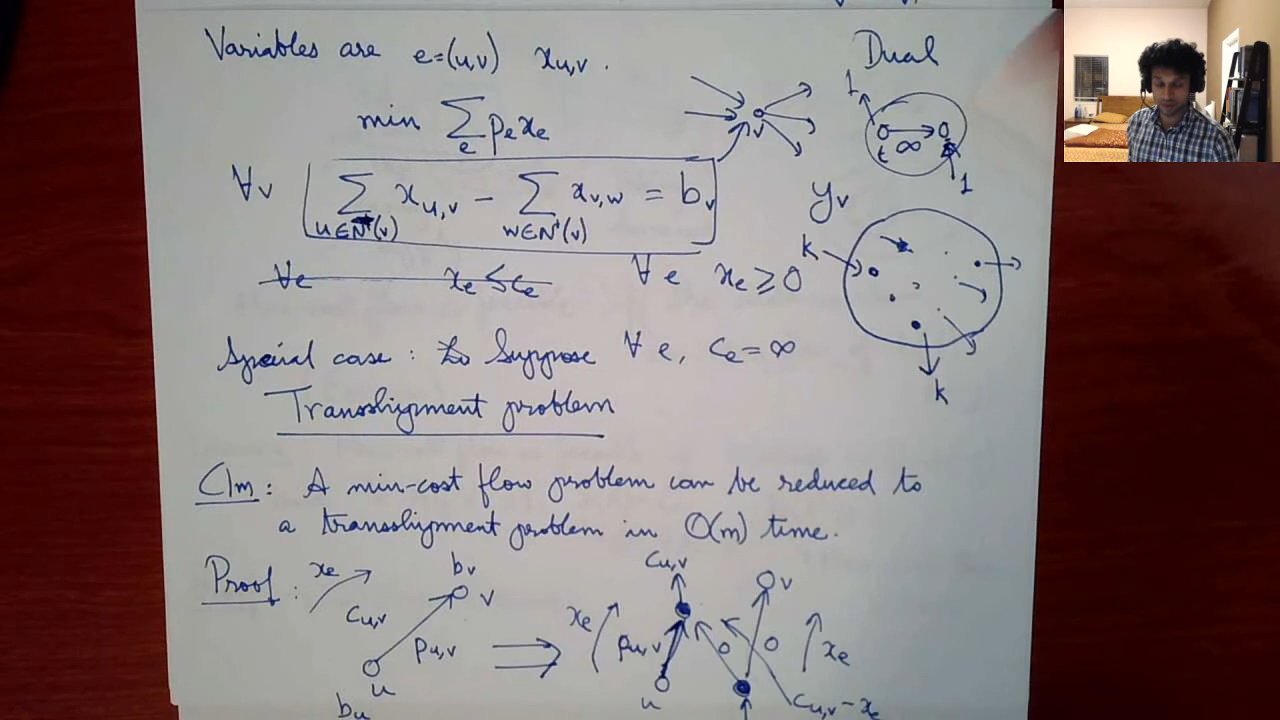 Variables are e=(u,v) x_{u,v}.
Dual
min Σ_e p_e x_e
v
1
t ∞
1
∀v Σ_{u∈N^-(v)} x_{u,v} - Σ_{w∈N^+(v)} x_{v,w} = b_v
y_v
k
k
∀e x_e ≤ c_e ∀e x_e ≥ 0
Special case: Suppose ∀e, c_e = ∞
Transshipment problem
Clm: A min-cost flow problem can be reduced to
a transshipment problem in O(m) time.
Proof:
x_e
c_{u,v}
p_{u,v}
b_v
v
u
b_u
⇒
c_{u,v}
x_e
p_{u,v}
u
0
0
v
x_e
c_{u,v} - x_e